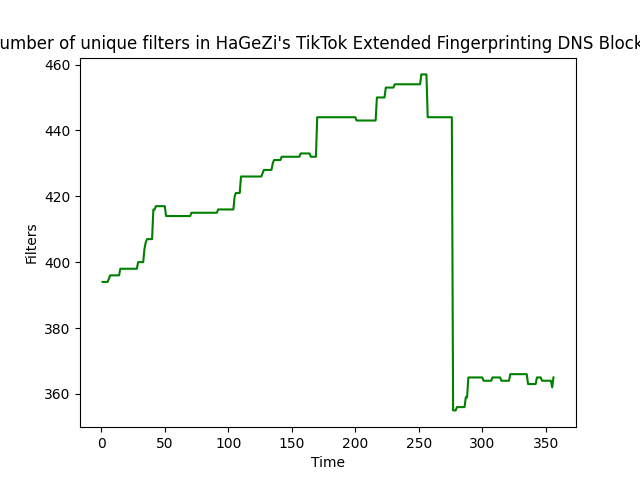 umber of unique filters in HaGeZi's TikTok Extended Fingerprinting DNS Block
460
440
420
400
380
360
Filters
0 50 100 150 200 250 300 350
Time